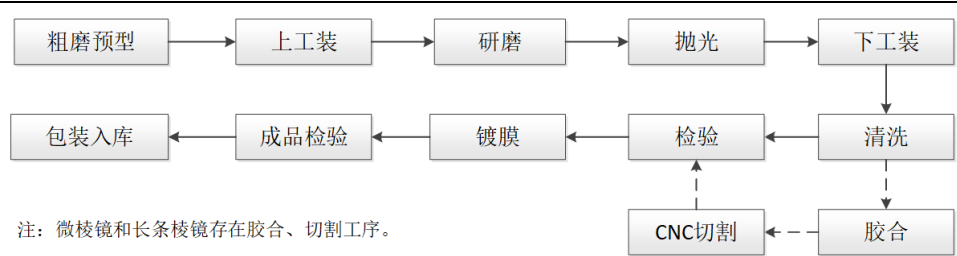 粗磨预型
上工装
研磨
抛光
下工装
包装入库
成品检验
镀膜
检验
清洗
注：微棱镜和长条棱镜存在胶合、切割工序。
CNC切割
胶合